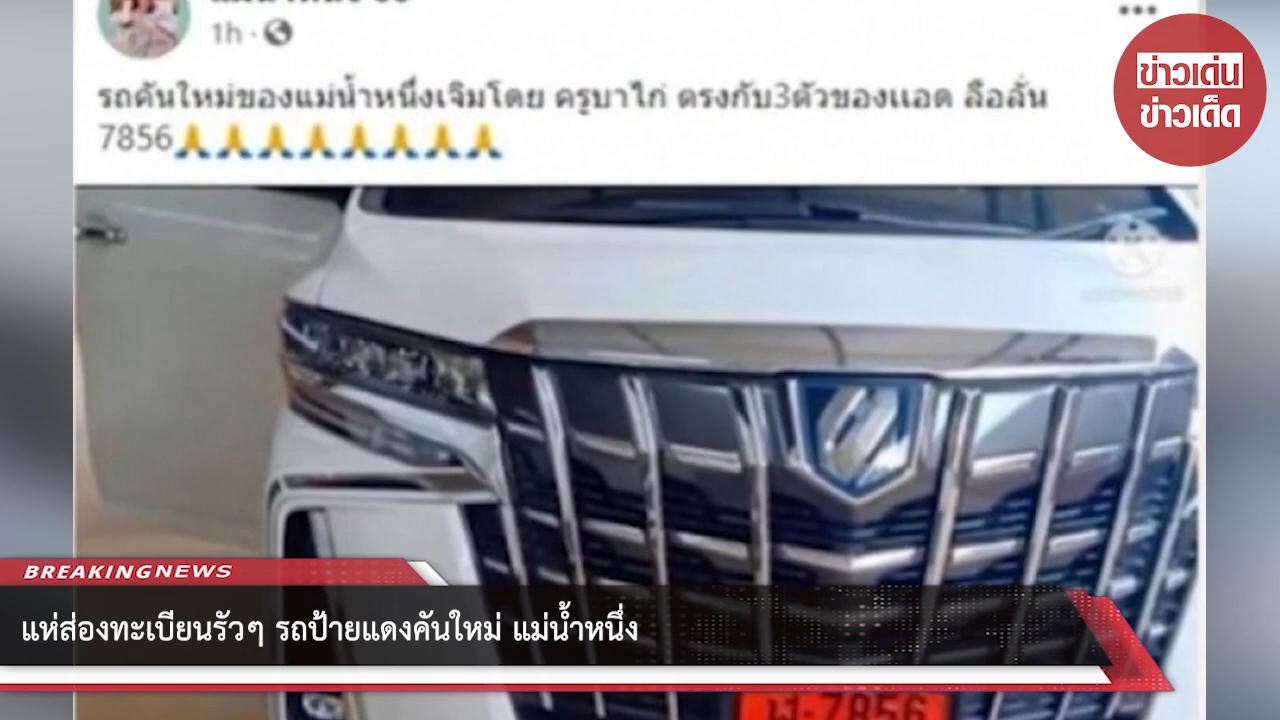 1h
ข่าวเด่น
ข่าวเด็ด
รถคันใหม่ของแม่น้ำหนึ่งเจิมโดย ครูบาไก่ ตรงกับ3ตัวของแอด ลือลั่น
7856🙏🙏🙏🙏🙏🙏🙏🙏
BREAKING NEWS
แห่ส่องทะเบียนรัวๆ รถป้ายแดงคันใหม่ แม่น้ำหนึ่ง
7856